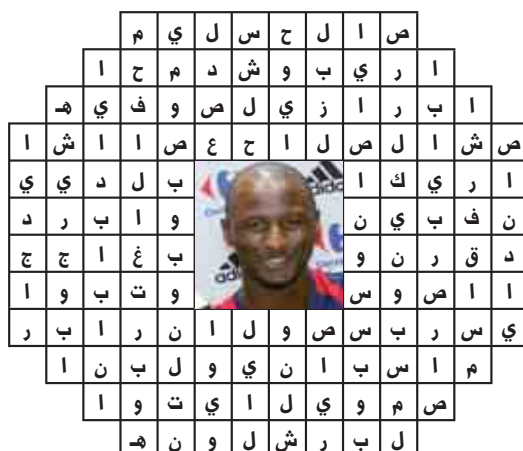 ص ا ل ح س ل ي م
ا ر ي ب و ش د م ح ا
ا ب ر ا ز ي ل ص و ف ي هـ
ص ش ا ل ص ل ا ح ع ص ا ا ش ا
ا ر ي ك ا ب ل د ي ي
ن ف ب ي ن و ا ب ر د
د ق ر ن و ب غ ا ج ج
ا ا ص و س و ت ب و ا
ي س ر ب س ص و ل ا ن ر ا ب ر
م ا س ب ا ن ي و ل ب ن ا
ص م و ي ل ا ي ت و ا
ل ب ر ش ل و ن هـ